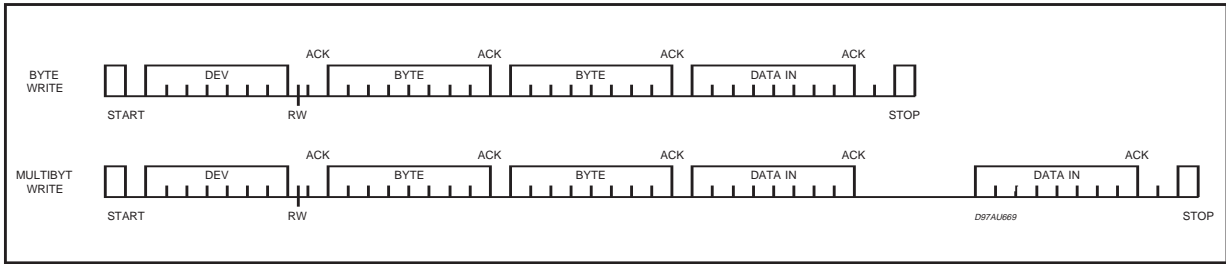 ACK ACK ACK ACK
BYTE WRITE DEV BYTE BYTE DATA IN
START RW STOP
ACK ACK ACK ACK ACK
MULTIBYT WRITE DEV BYTE BYTE DATA IN DATA IN
START RW D97AU669 STOP